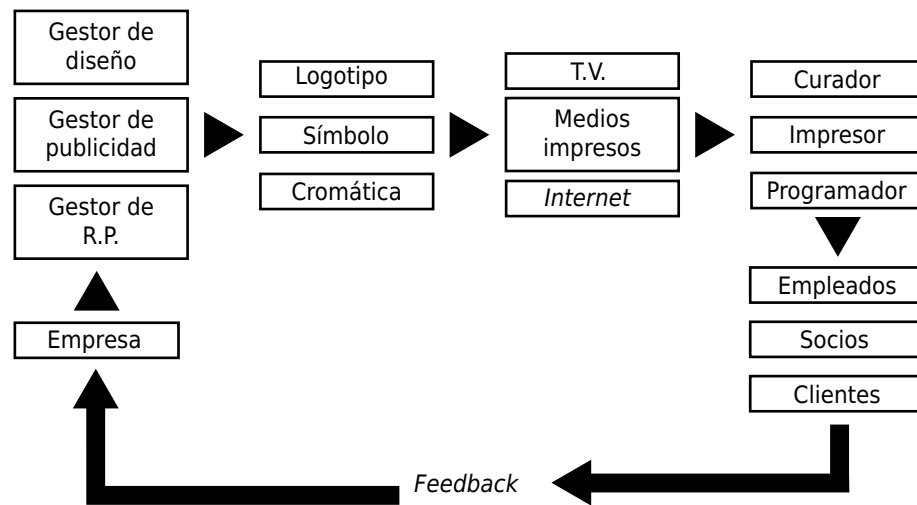 Gestor de
diseño
Gestor de
publicidad
Gestor de
R.P.
Empresa
Logotipo
Símbolo
Cromática
T.V.
Medios
impresos
Internet
Curador
Impresor
Programador
Empleados
Socios
Clientes
Feedback